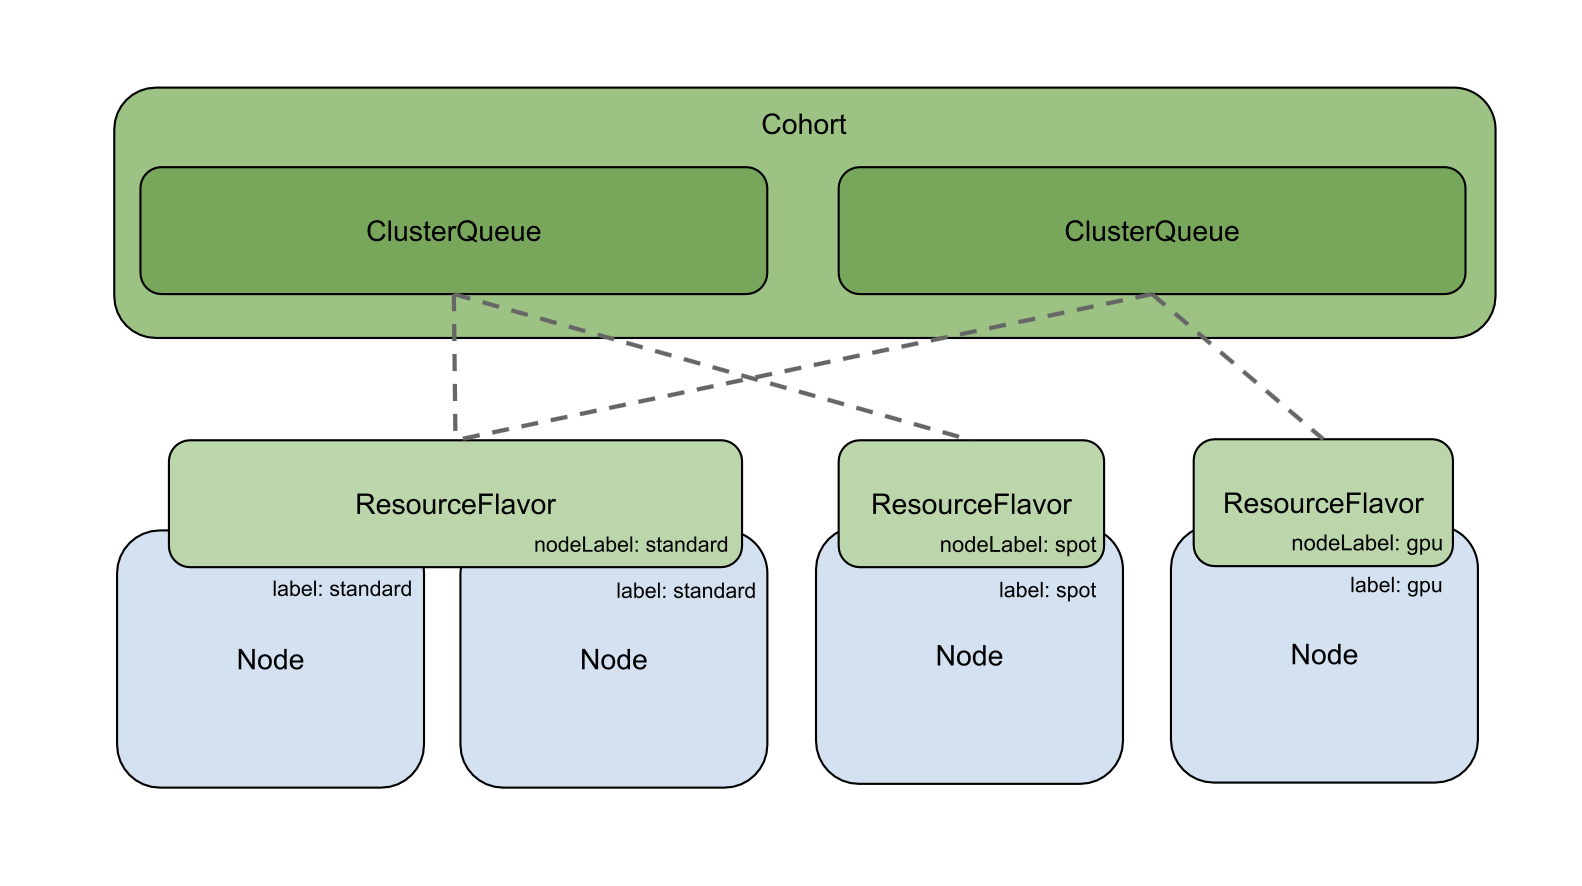 Cohort
ClusterQueue
ClusterQueue
ResourceFlavor
nodeLabel: standard
ResourceFlavor
nodeLabel: spot
ResourceFlavor
nodeLabel: gpu
label: standard
Node
label: standard
Node
label: spot
Node
label: gpu
Node